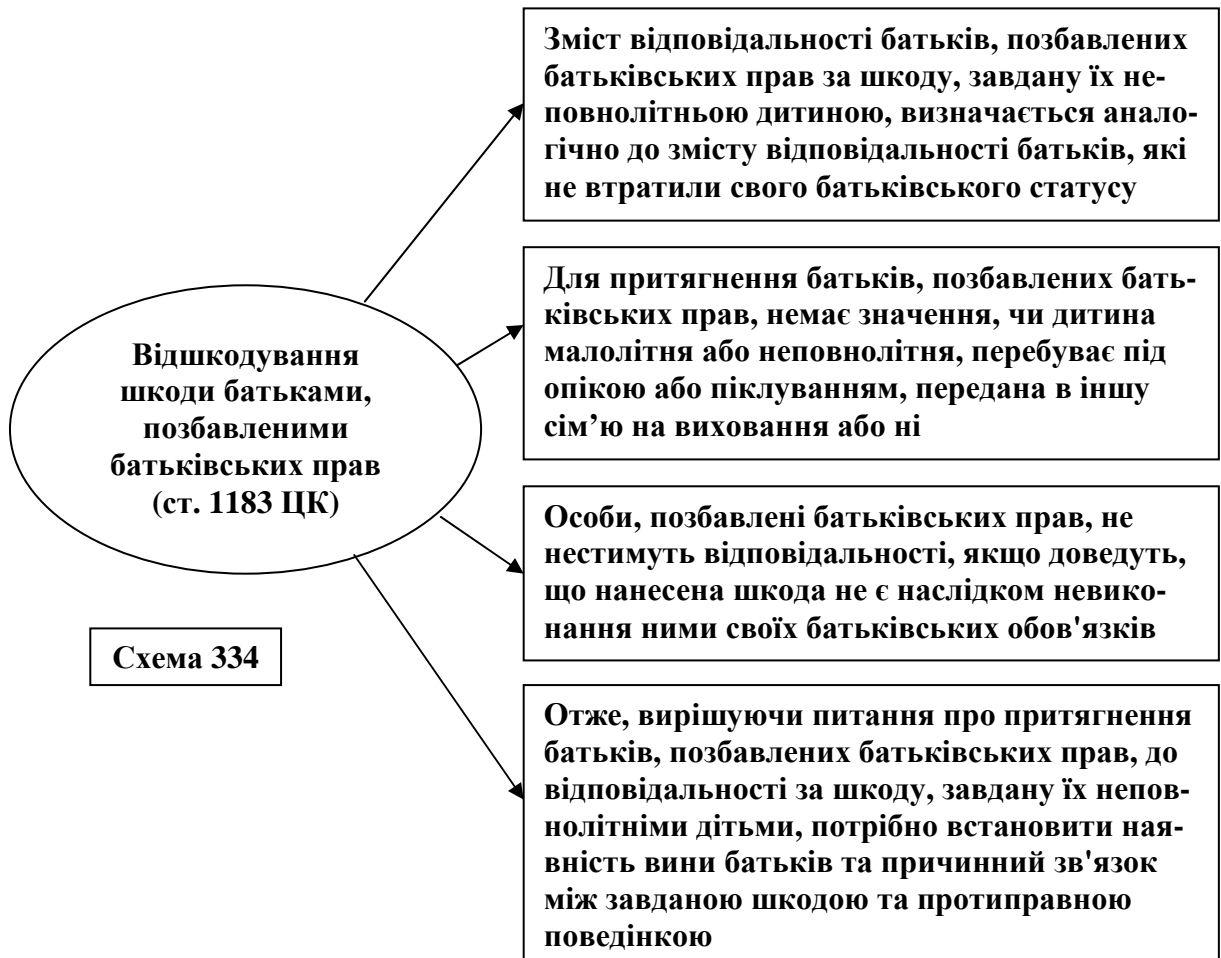 Відшкодування
шкоди батьками,
позбавленими
батьківських прав
(ст. 1183 ЦК)
Схема 334
Зміст відповідальності батьків, позбавлених
батьківських прав за шкоду, завдану їх не-
повнолітньою дитиною, визначається анало-
гічно до змісту відповідальності батьків, які
не втратили свого батьківського статусу
Для притягнення батьків, позбавлених бать-
ківських прав, немає значення, чи дитина
малолітня або неповнолітня, перебуває під
опікою або піклуванням, передана в іншу
сім’ю на виховання або ні
Особи, позбавлені батьківських прав, не
нестимуть відповідальності, якщо доведуть,
що нанесена шкода не є наслідком невико-
нання ними своїх батьківських обов'язків
Отже, вирішуючи питання про притягнення
батьків, позбавлених батьківських прав, до
відповідальності за шкоду, завдану їх непов-
нолітніми дітьми, потрібно встановити ная-
вність вини батьків та причинний зв'язок
між завданою шкодою та протиправною
поведінкою